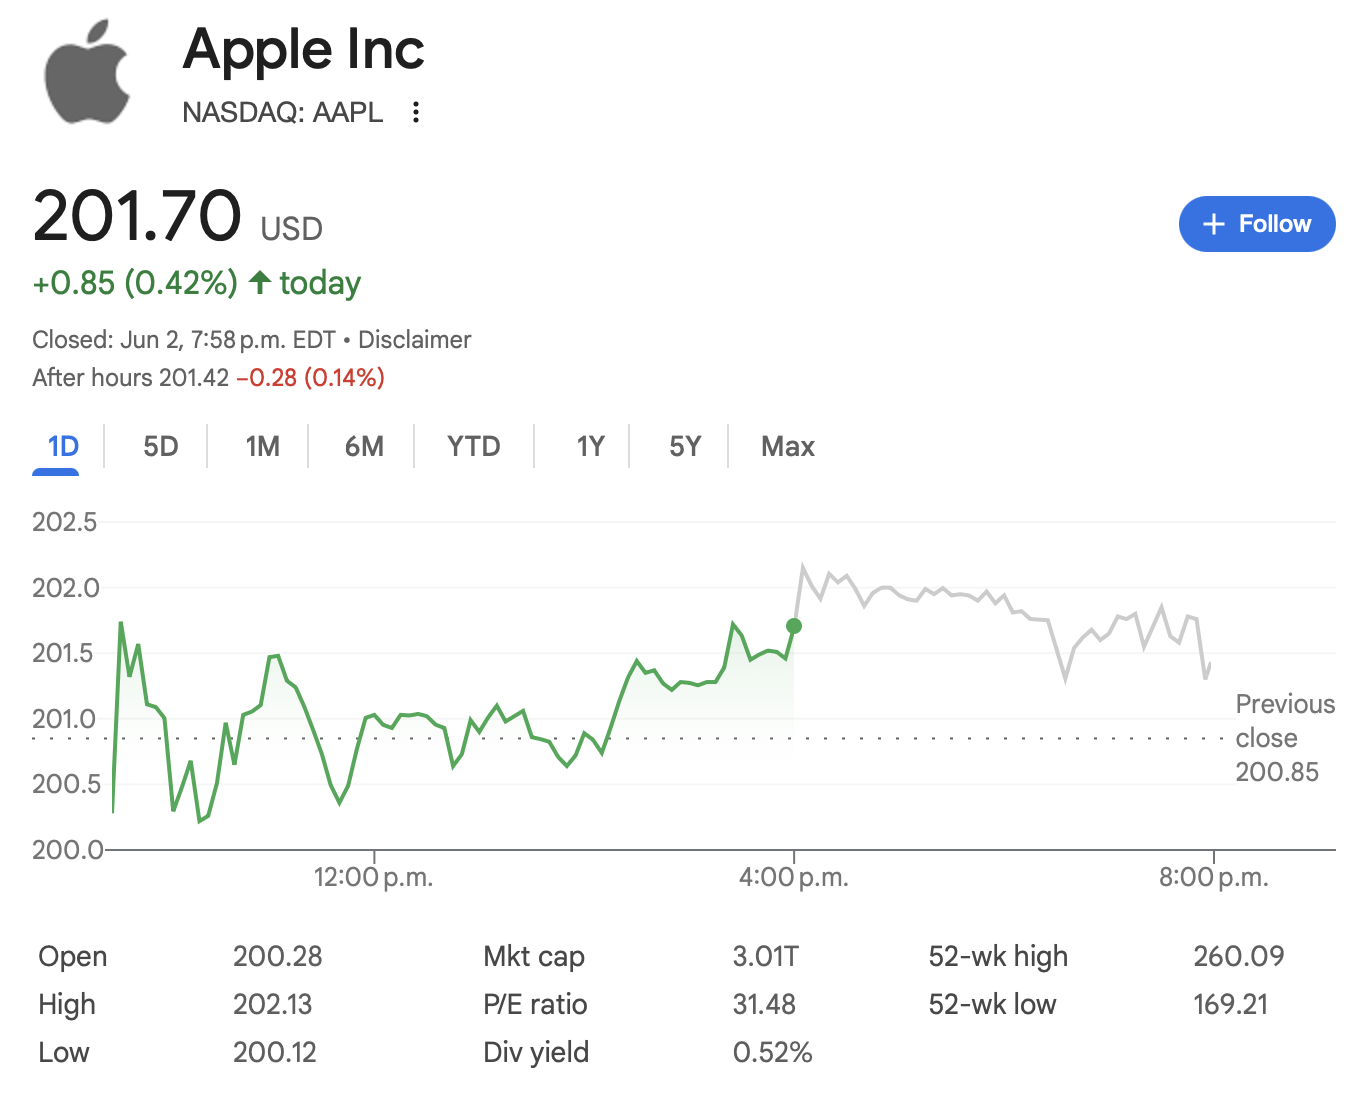 Apple Inc
NASDAQ: AAPL
201.70 USD
+ Follow
+0.85 (0.42%) ↑ today
Closed: Jun 2, 7:58 p.m. EDT • Disclaimer
After hours 201.42 −0.28 (0.14%)
1D 5D 1M 6M YTD 1Y 5Y Max
202.5
202.0
201.5
201.0
200.5
200.0
Previous
close
200.85
12:00 p.m. 4:00 p.m. 8:00 p.m.
Open 200.28 Mkt cap 3.01T 52-wk high 260.09
High 202.13 P/E ratio 31.48 52-wk low 169.21
Low 200.12 Div yield 0.52%